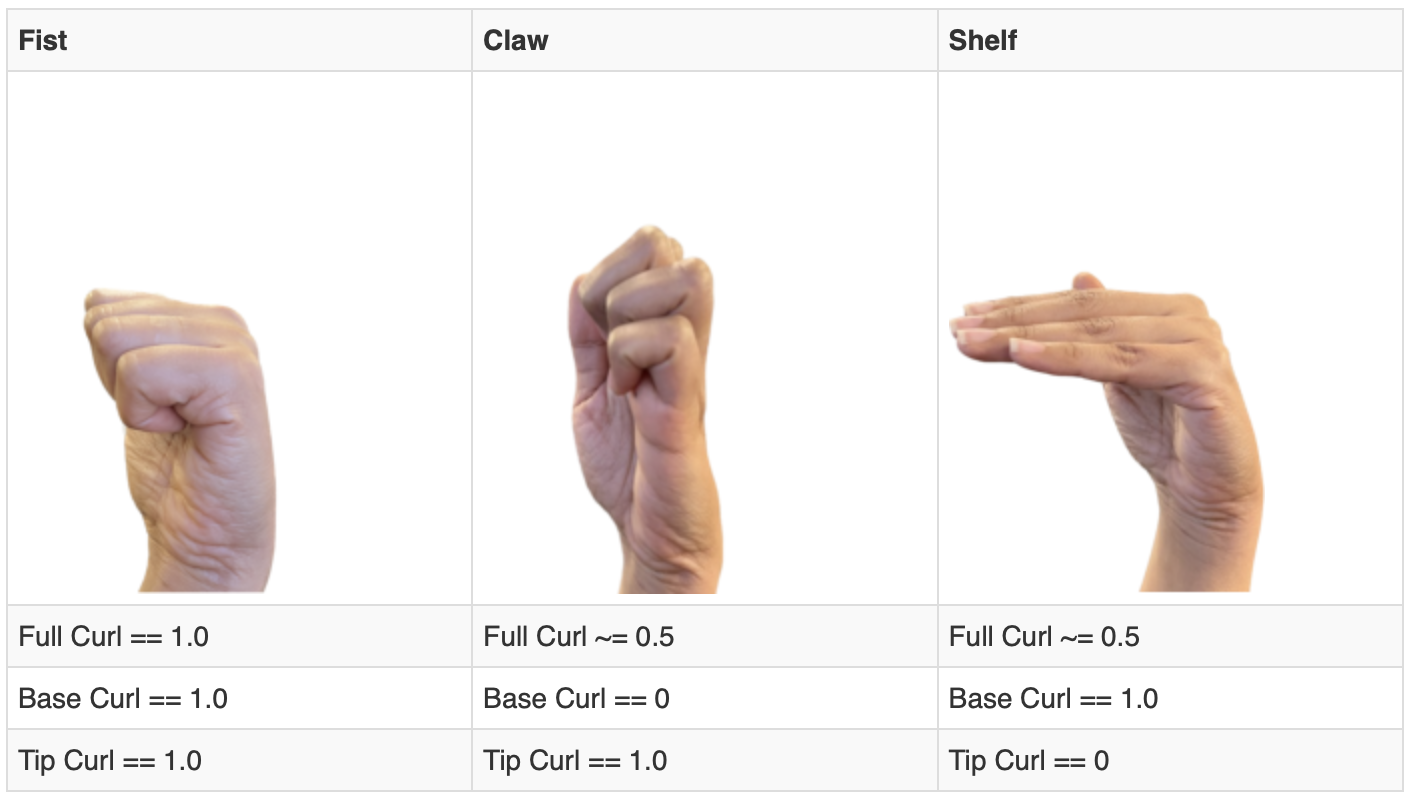 Fist Claw Shelf
Full Curl == 1.0 Full Curl ~= 0.5 Full Curl ~= 0.5
Base Curl == 1.0 Base Curl == 0 Base Curl == 1.0
Tip Curl == 1.0 Tip Curl == 1.0 Tip Curl == 0